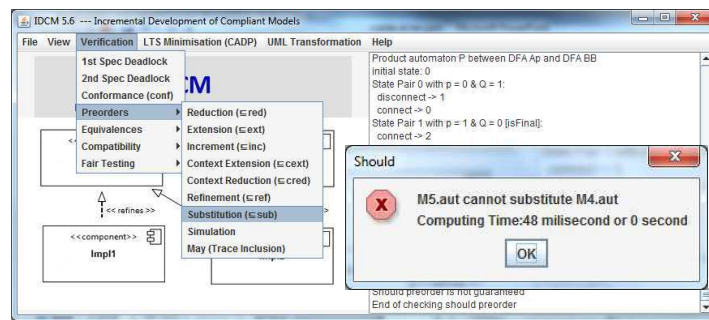 IDCM 5.6 --- Incremental Development of Compliant Models
File View Verification LTS Minimisation (CADP) UML Transformation Help
1st Spec Deadlock
2nd Spec Deadlock
Conformance (conf)
Preorders
Equivalences
Compatibility
Fair Testing
CM
Reduction (⊑red)
Extension (⊑ext)
Increment (⊑inc)
Context Extension (⊑cext)
Context Reduction (⊑cred)
Refinement (⊑ref)
Substitution (⊑sub)
Simulation
May (Trace Inclusion)
<< refines >>
<<component>>
Impl1
Product automaton P between DFA Ap and DFA BB
initial state: 0
State Pair 0 with p = 0 & Q = 1:
disconnect -> 1
connect -> 0
State Pair 1 with p = 1 & Q = 0 [isFinal]:
connect -> 2
Should
M5.aut cannot substitute M4.aut
Computing Time:48 milisecond or 0 second
OK
Should preorder is not guaranteed
End of checking should preorder